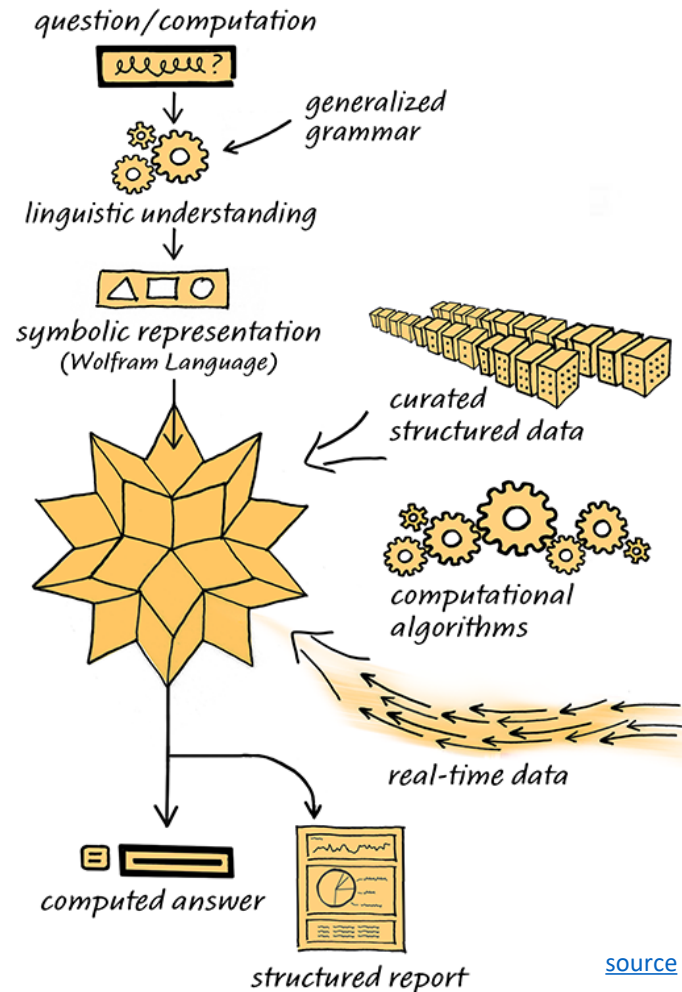 question/computation
?
generalized
grammar
linguistic understanding
symbolic representation
(Wolfram Language)
curated
structured data
computational
algorithms
real-time data
=
computed answer
structured report
source